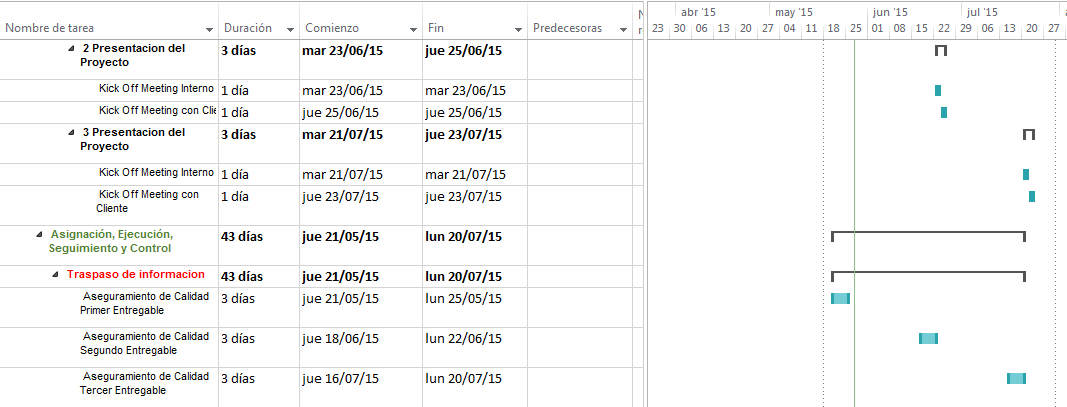 abr '15 may '15 jun '15 jul '15
Nombre de tarea Duración Comienzo Fin Predecesoras
23 30 06 13 20 27 04 11 18 25 01 08 15 22 29 06 13 20 27
2 Presentacion del 3 días mar 23/06/15 jue 25/06/15
Proyecto
Kick Off Meeting Interno 1 día mar 23/06/15 mar 23/06/15
Kick Off Meeting con Clie 1 día jue 25/06/15 jue 25/06/15
3 Presentacion del 3 días mar 21/07/15 jue 23/07/15
Proyecto
Kick Off Meeting Interno 1 día mar 21/07/15 mar 21/07/15
Kick Off Meeting con 1 día jue 23/07/15 jue 23/07/15
Cliente
Asignación, Ejecución, 43 días jue 21/05/15 lun 20/07/15
Seguimiento y Control
Traspaso de informacion 43 días jue 21/05/15 lun 20/07/15
Aseguramiento de Calidad 3 días jue 21/05/15 lun 25/05/15
Primer Entregable
Aseguramiento de Calidad 3 días jue 18/06/15 lun 22/06/15
Segundo Entregable
Aseguramiento de Calidad 3 días jue 16/07/15 lun 20/07/15
Tercer Entregable